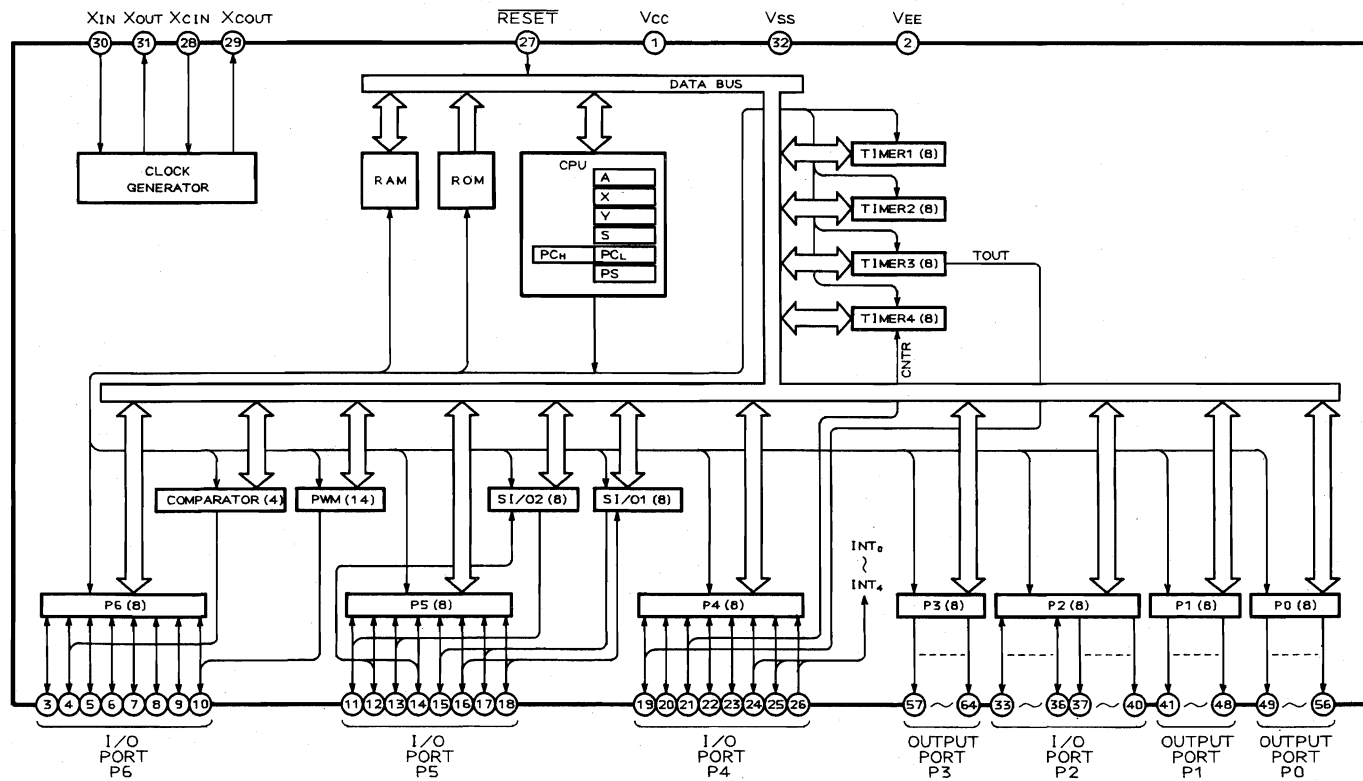 XIN XOUT XCIN XCOUT RESET VCC VSS VEE
30 31 28 29 27 1 32 2
DATA BUS
CLOCK
GENERATOR
RAM
ROM
CPU
A
X
Y
S
PCH PCL
PS
TIMER1 (8)
TIMER2 (8)
TIMER3 (8)
TOUT
TIMER4 (8)
CNTR
COMPARATOR (4)
PWM (14)
SI/O2 (8)
SI/O1 (8)
INT0
~
INT4
P6 (8)
P5 (8)
P4 (8)
P3 (8)
P2 (8)
P1 (8)
P0 (8)
3 4 5 6 7 8 9 10
11 12 13 14 15 16 17 18
19 20 21 22 23 24 25 26
57 ~ 64
33 ~ 36 37 ~ 40
41 ~ 48
49 ~ 56
I/O
PORT
P6
I/O
PORT
P5
I/O
PORT
P4
OUTPUT
PORT
P3
I/O
PORT
P2
OUTPUT
PORT
P1
OUTPUT
PORT
P0